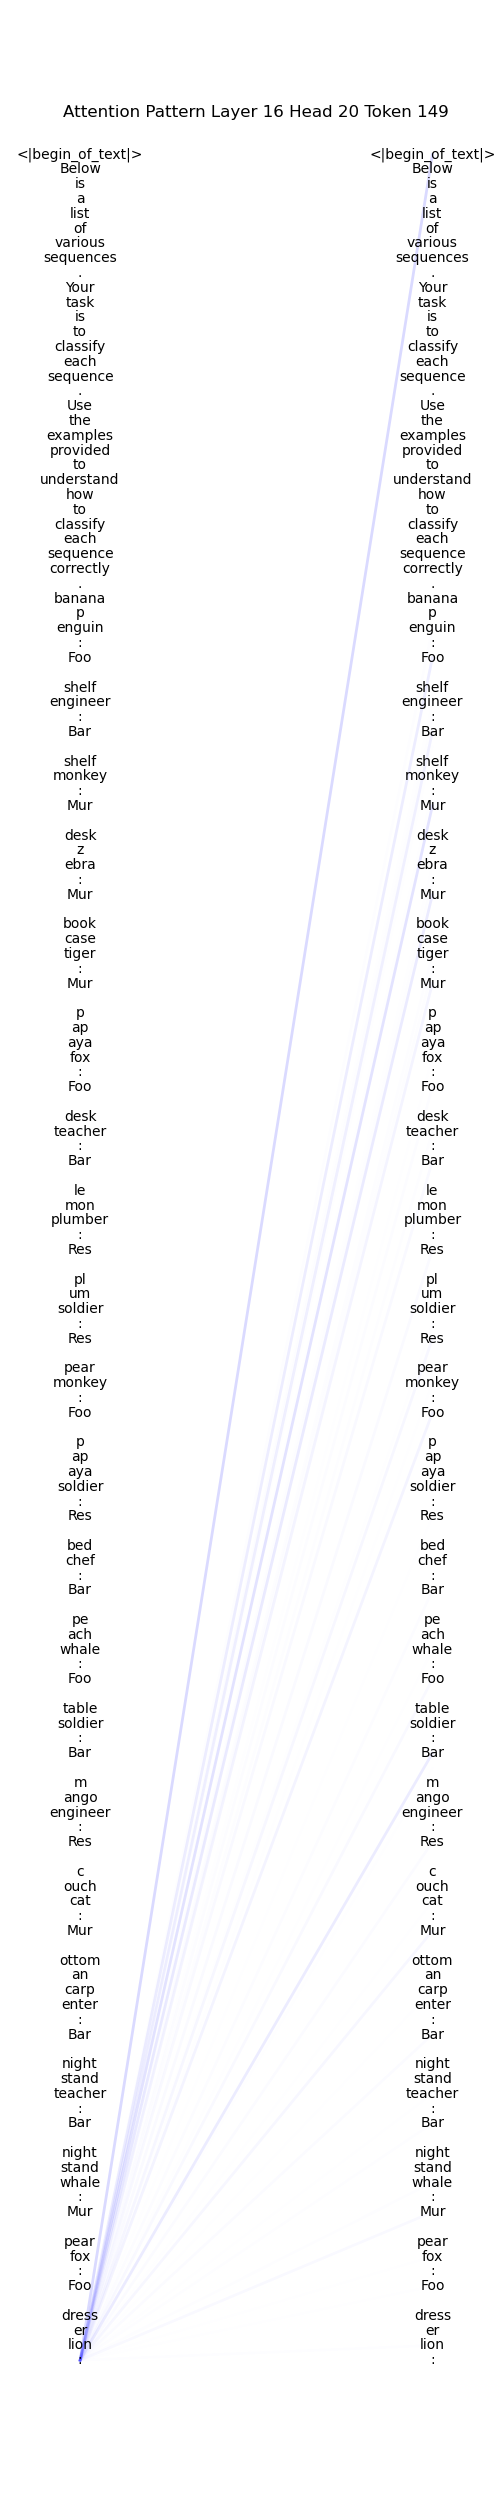 Attention Pattern Layer 16 Head 20 Token 149
<|begin_of_text|> <|begin_of_text|>
Below Below
is is
a a
list list
of of
various various
sequences sequences
. .
Your Your
task task
is is
to to
classify classify
each each
sequence sequence
. .
Use Use
the the
examples examples
provided provided
to to
understand understand
how how
to to
classify classify
each each
sequence sequence
correctly correctly
. .
banana banana
p p
enguin enguin
: :
Foo Foo
shelf shelf
engineer engineer
: :
Bar Bar
shelf shelf
monkey monkey
: :
Mur Mur
desk desk
z z
ebra ebra
: :
Mur Mur
book book
case case
tiger tiger
: :
Mur Mur
p p
ap ap
aya aya
fox fox
: :
Foo Foo
desk desk
teacher teacher
: :
Bar Bar
le le
mon mon
plumber plumber
: :
Res Res
pl pl
um um
soldier soldier
: :
Res Res
pear pear
monkey monkey
: :
Foo Foo
p p
ap ap
aya aya
soldier soldier
: :
Res Res
bed bed
chef chef
: :
Bar Bar
pe pe
ach ach
whale whale
: :
Foo Foo
table table
soldier soldier
: :
Bar Bar
m m
ango ango
engineer engineer
: :
Res Res
c c
ouch ouch
cat cat
: :
Mur Mur
ottom ottom
an an
carp carp
enter enter
: :
Bar Bar
night night
stand stand
teacher teacher
: :
Bar Bar
night night
stand stand
whale whale
: :
Mur Mur
pear pear
fox fox
: :
Foo Foo
dress dress
er er
lion lion
: :